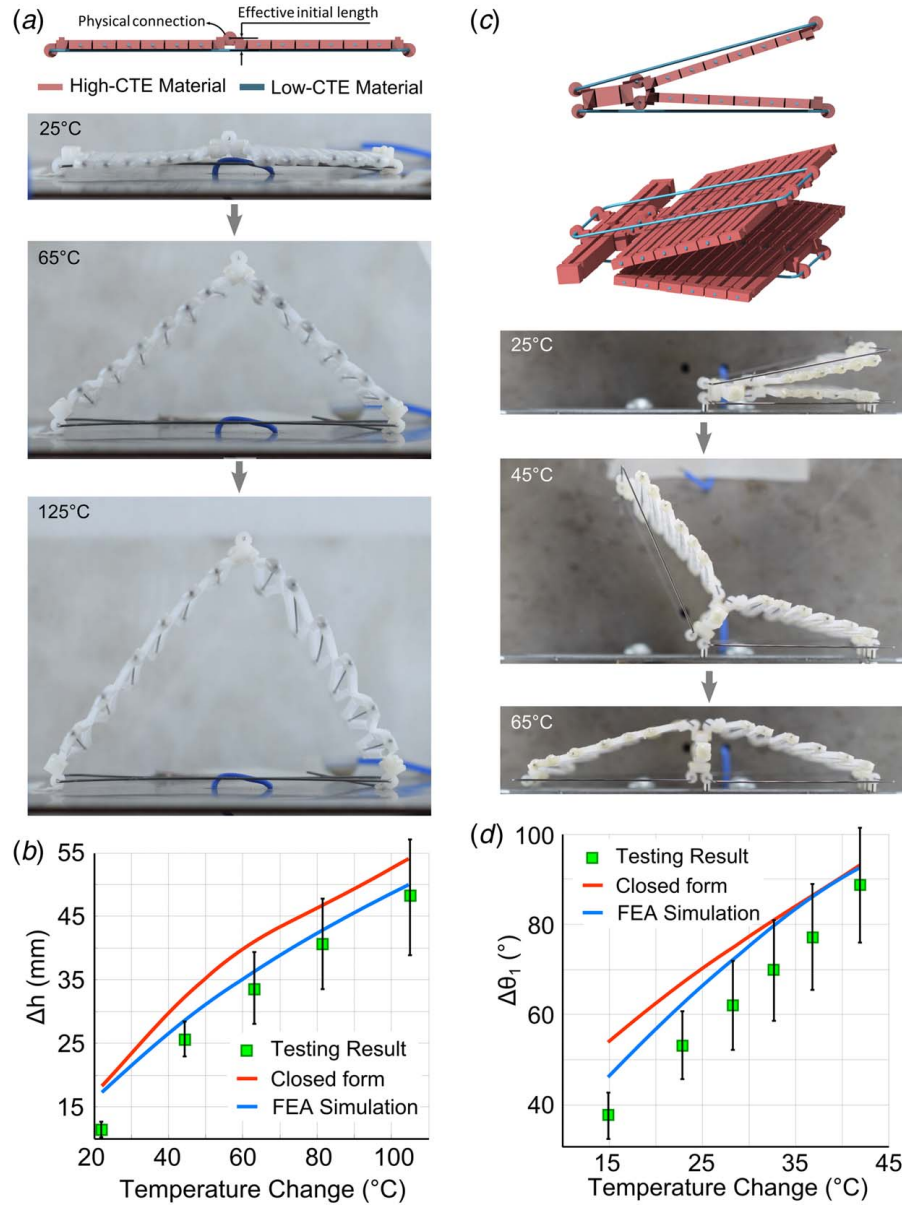 (a)
Physical connection
Effective initial length
High-CTE Material
Low-CTE Material
25°C
65°C
125°C
(b)
55
45
35
25
15
Δh (mm)
Testing Result
Closed form
FEA Simulation
20
40
60
80
100
Temperature Change (°C)
(c)
25°C
45°C
65°C
(d)
100
80
60
40
Δθ₁ (°)
Testing Result
Closed form
FEA Simulation
15
25
35
45
Temperature Change (°C)